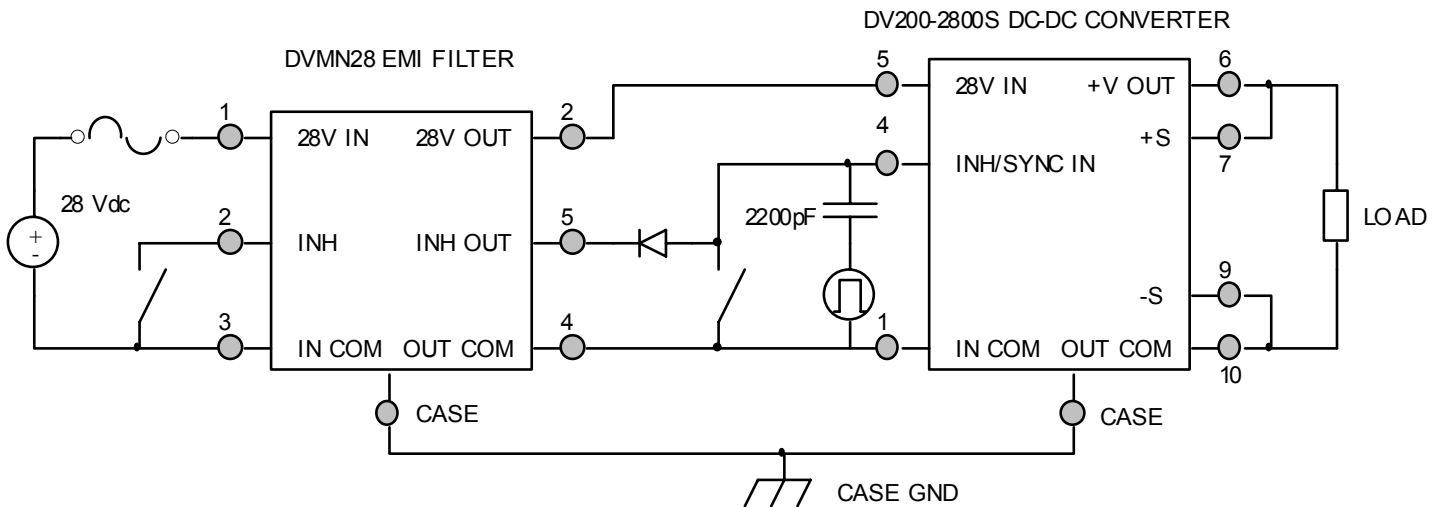 DV200-2800S DC-DC CONVERTER
DVMN28 EMI FILTER
5
6
28V IN
+V OUT
1
2
4
28V IN
28V OUT
+S
7
INH/SYNC IN
28 Vdc
+
-
2
5
2200pF
LOAD
INH
INH OUT
9
-S
3
4
1
IN COM
OUT COM
IN COM
OUT COM
10
CASE
CASE
CASE GND